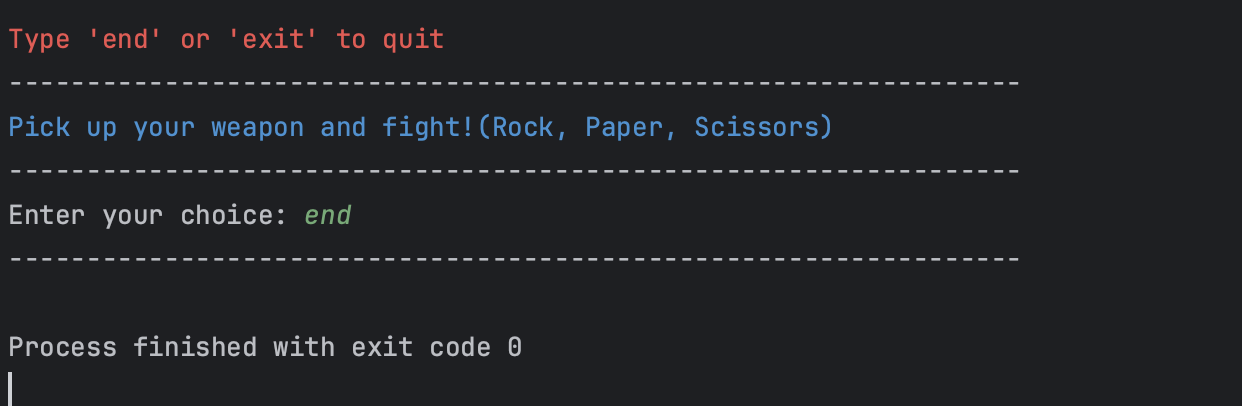 Type 'end' or 'exit' to quit
-----------------------------------------------------------------
Pick up your weapon and fight!(Rock, Paper, Scissors)
-----------------------------------------------------------------
Enter your choice: end
-----------------------------------------------------------------
Process finished with exit code 0